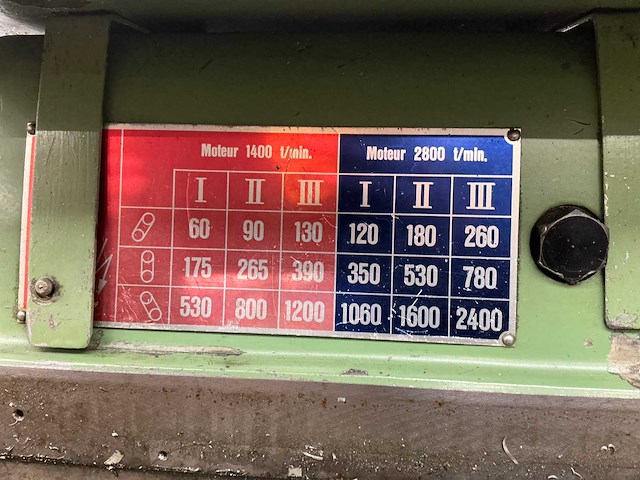 Moteur 1400 t/min. Moteur 2800 t/min.
I II III I II III
60 90 130 120 180 260
175 265 390 350 530 780
530 800 1200 1060 1600 2400